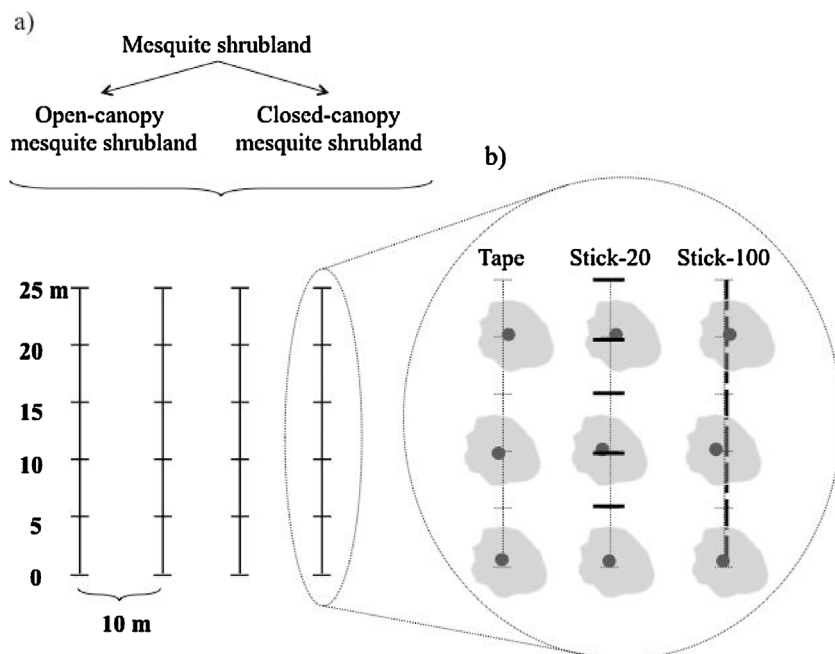 a)
Mesquite shrubland
Open-canopy
mesquite shrubland
Closed-canopy
mesquite shrubland
b)
Tape
Stick-20
Stick-100
25 m
20
15
10
5
0
10 m